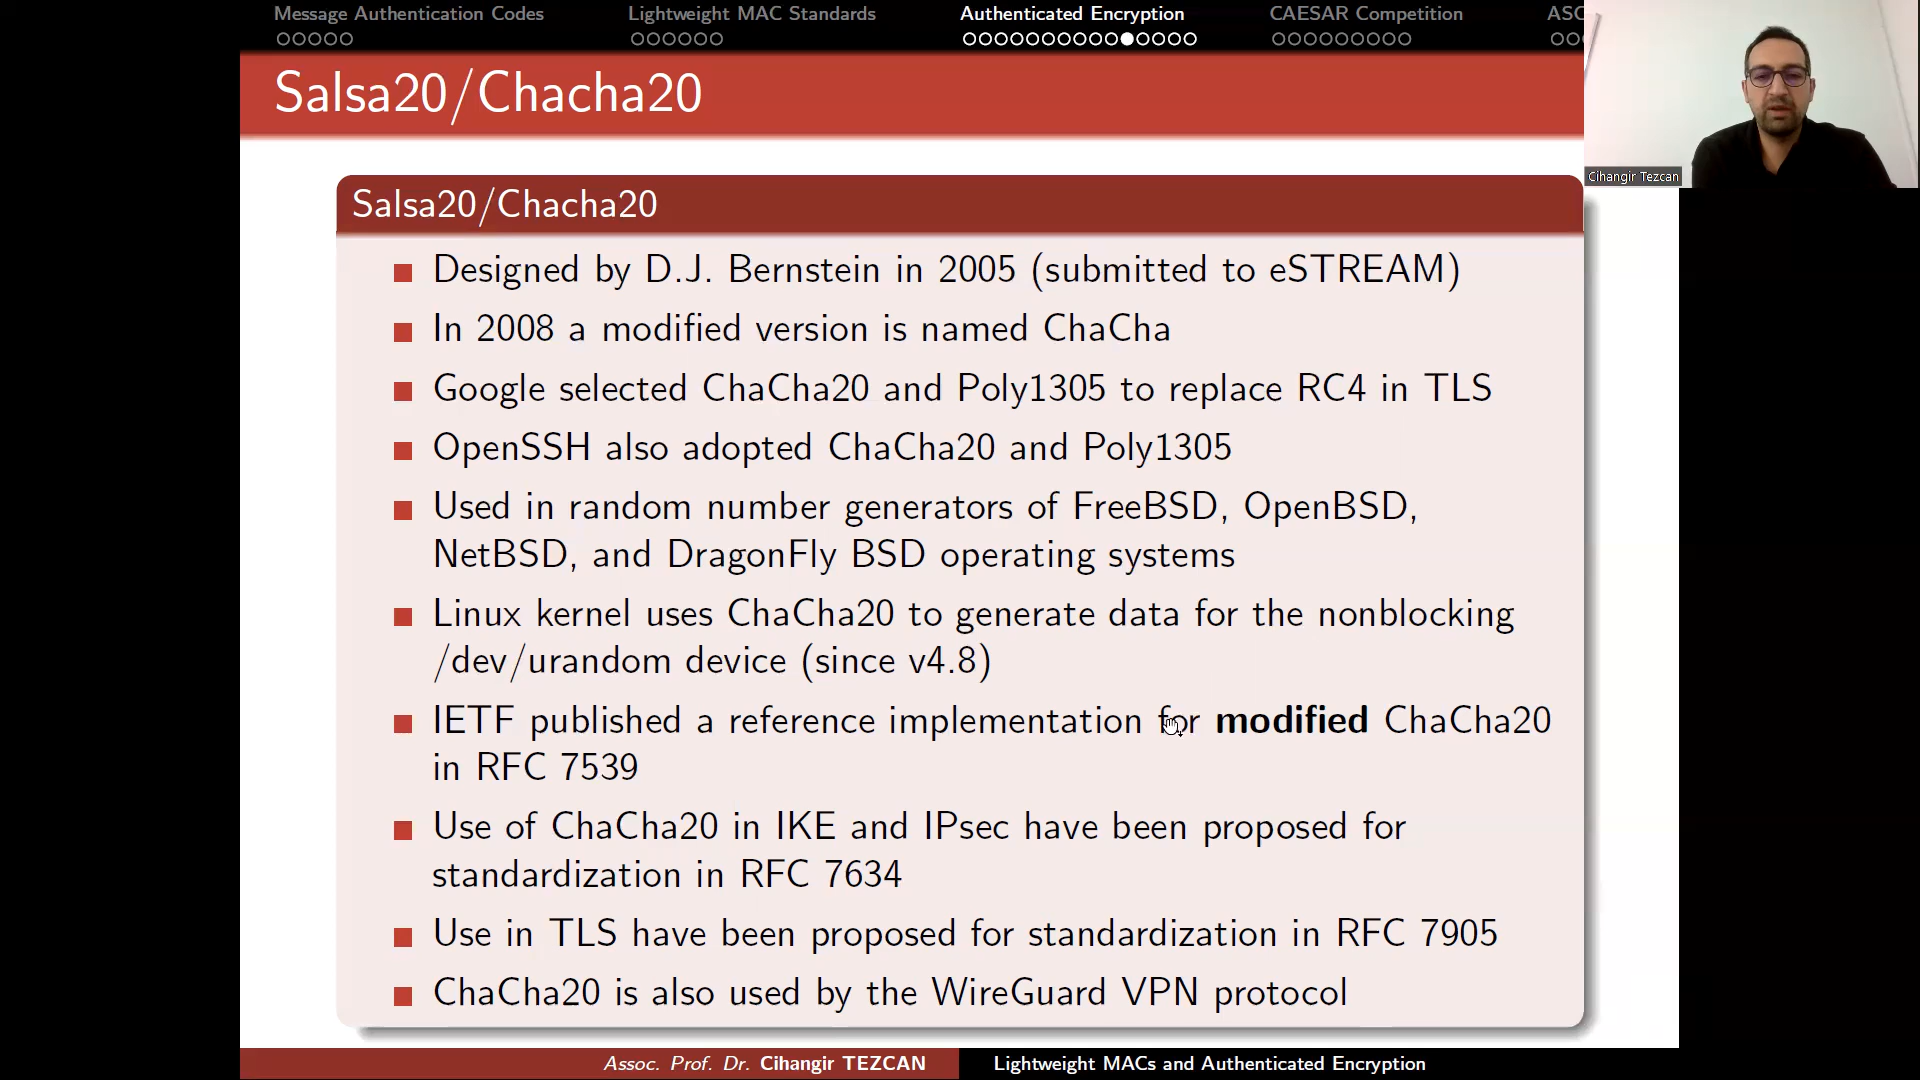 Message Authentication Codes
Lightweight MAC Standards
Authenticated Encryption
CAESAR Competition
ASC
Salsa20/Chacha20
Cihangir Tezcan
Salsa20/Chacha20
Designed by D.J. Bernstein in 2005 (submitted to eSTREAM)
In 2008 a modified version is named ChaCha
Google selected ChaCha20 and Poly1305 to replace RC4 in TLS
OpenSSH also adopted ChaCha20 and Poly1305
Used in random number generators of FreeBSD, OpenBSD,
NetBSD, and DragonFly BSD operating systems
Linux kernel uses ChaCha20 to generate data for the nonblocking
/dev/urandom device (since v4.8)
IETF published a reference implementation for modified ChaCha20
in RFC 7539
Use of ChaCha20 in IKE and IPsec have been proposed for
standardization in RFC 7634
Use in TLS have been proposed for standardization in RFC 7905
ChaCha20 is also used by the WireGuard VPN protocol
Assoc. Prof. Dr. Cihangir TEZCAN
Lightweight MACs and Authenticated Encryption